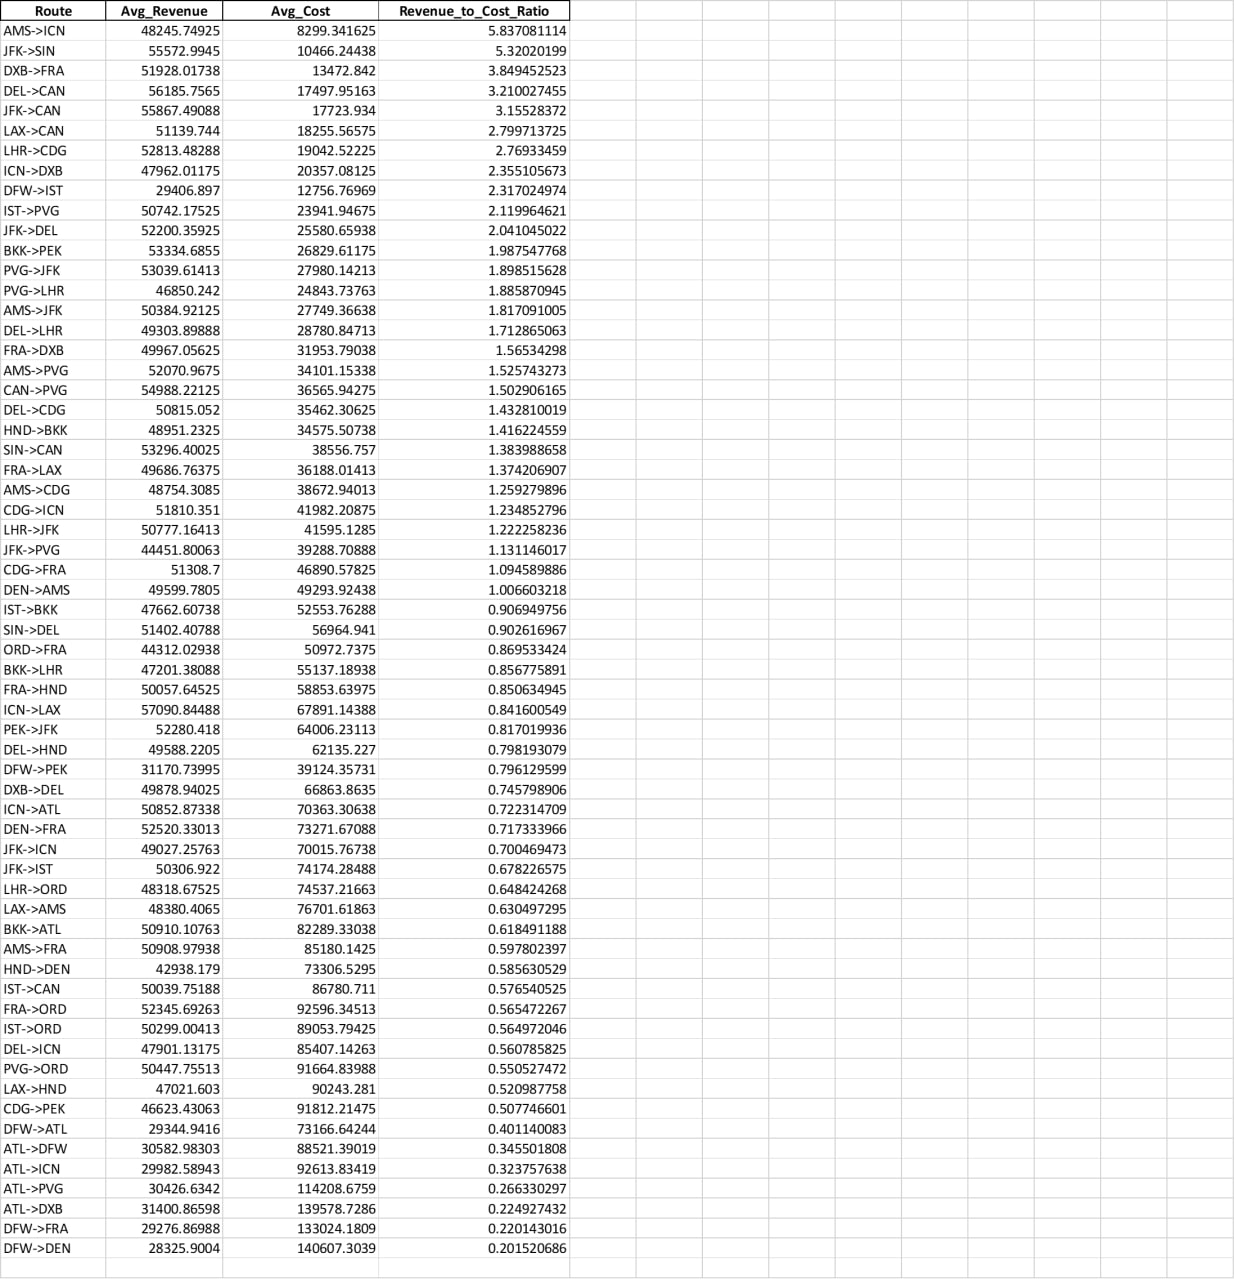 Route Avg_Revenue Avg_Cost Revenue_to_Cost_Ratio
AMS->ICN 48245.74925 8299.341625 5.837081114
JFK->SIN 55572.9945 10466.24438 5.32020199
DXB->FRA 51928.01738 13472.842 3.849452523
DEL->CAN 56185.7565 17497.95163 3.210027455
JFK->CAN 55867.49088 17723.934 3.15528372
LAX->CAN 51139.744 18255.56575 2.799713725
LHR->CDG 52813.48288 19042.52225 2.76933459
ICN->DXB 47962.01175 20357.08125 2.355105673
DFW->IST 29406.897 12756.76969 2.317024974
IST->PVG 50742.17525 23941.94675 2.119964621
JFK->DEL 52200.35925 25580.65938 2.041045022
BKK->PEK 53334.6855 26829.61175 1.987547768
PVG->JFK 53039.61413 27980.14213 1.898515628
PVG->LHR 46850.242 24843.73763 1.885870945
AMS->JFK 50384.92125 27749.36638 1.817091005
DEL->LHR 49303.89888 28780.84713 1.712865063
FRA->DXB 49967.05625 31953.79038 1.56534298
AMS->PVG 52070.9675 34101.15338 1.525743273
CAN->PVG 54988.22125 36565.94275 1.502906165
DEL->CDG 50815.052 35462.30625 1.432810019
HND->BKK 48951.2325 34575.50738 1.416224559
SIN->CAN 53296.40025 38556.757 1.383988658
FRA->LAX 49686.76375 36188.01413 1.374206907
AMS->CDG 48754.3085 38672.94013 1.259279896
CDG->ICN 51810.351 41982.20875 1.234852796
LHR->JFK 50777.16413 41595.1285 1.222258236
JFK->PVG 44451.80063 39288.70888 1.131146017
CDG->FRA 51308.7 46890.57825 1.094589886
DEN->AMS 49599.7805 49293.92438 1.006603218
IST->BKK 47662.60738 52553.76288 0.906949756
SIN->DEL 51402.40788 56964.941 0.902616967
ORD->FRA 44312.02938 50972.7375 0.869533424
BKK->LHR 47201.38088 55137.18938 0.856775891
FRA->HND 50057.64525 58853.63975 0.850634945
ICN->LAX 57090.84488 67891.14388 0.841600549
PEK->JFK 52280.418 64006.23113 0.817019936
DEL->HND 49588.2205 62135.227 0.798193079
DFW->PEK 31170.73995 39124.35731 0.796129599
DXB->DEL 49878.94025 66863.8635 0.745798906
ICN->ATL 50852.87338 70363.30638 0.722314709
DEN->FRA 52520.33013 73271.67088 0.717333966
JFK->ICN 49027.25763 70015.76738 0.700469473
JFK->IST 50306.922 74174.28488 0.678226575
LHR->ORD 48318.67525 74537.21663 0.648424268
LAX->AMS 48380.4065 76701.61863 0.630497295
BKK->ATL 50910.10763 82289.33038 0.618491188
AMS->FRA 50908.97938 85180.1425 0.597802397
HND->DEN 42938.179 73306.5295 0.585630529
IST->CAN 50039.75188 86780.711 0.576540525
FRA->ORD 52345.69263 92596.34513 0.565472267
IST->ORD 50299.00413 89053.79425 0.564972046
DEL->ICN 47901.13175 85407.14263 0.560785825
PVG->ORD 50447.75513 91664.83988 0.550527472
LAX->HND 47021.603 90243.281 0.520987758
CDG->PEK 46623.43063 91812.21475 0.507746601
DFW->ATL 29344.9416 73166.64244 0.401140083
ATL->DFW 30582.98303 88521.39019 0.345501808
ATL->ICN 29982.58943 92613.83419 0.323757638
ATL->PVG 30426.6342 114208.6759 0.266330297
ATL->DXB 31400.86598 139578.7286 0.224927432
DFW->FRA 29276.86988 133024.1809 0.220143016
DFW->DEN 28325.9004 140607.3039 0.201520686